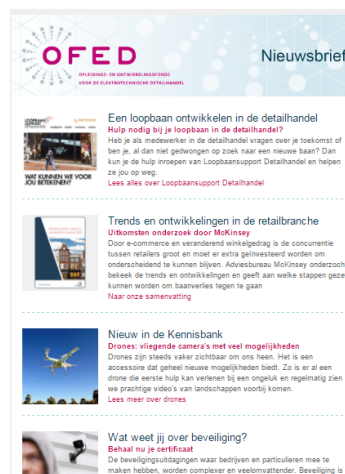 OFED
OPLEIDINGS- EN ONTWIKKELINGSFONDS
VOOR DE ELEKTROTECHNISCHE DETAILHANDEL
Nieuwsbrief
Een loopbaan ontwikkelen in de detailhandel
Hulp nodig bij je loopbaan in de detailhandel?
Heb je als medewerker in de detailhandel vragen over je toekomst of
ben je, al dan niet gedwongen op zoek naar een nieuwe baan? Dan
kun je de hulp inroepen van Loopbaansupport Detailhandel en helpen
ze jou op weg.
Lees alles over Loopbaansupport Detailhandel
WAT KUNNEN WE VOOR
JOU BETEKENEN?
Trends en ontwikkelingen in de retailbranche
Uitkomsten onderzoek door McKinsey
Door e-commerce en veranderend winkelgedrag is de concurrentie
tussen retailers groot en moet er extra geïnvesteerd worden om
onderscheidend te kunnen blijven. Adviesbureau McKinsey onderzoch
bekeek de trends en ontwikkelingen en geeft aan welke stappen geze
kunnen worden om baanverlies tegen te gaan
Naar onze samenvatting
Nieuw in de Kennisbank
Drones: vliegende camera's met veel mogelijkheden
Drones zijn steeds vaker zichtbaar om ons heen. Het is een
accessoire dat geheel nieuwe mogelijkheden biedt. Zo is er al een
drone die eerste hulp kan verlenen bij een ongeluk en regelmatig zien
we prachtige video's van landschappen voorbij komen.
Lees meer over drones
Wat weet jij over beveiliging?
Behaal nu je certificaat
De beveiligingsuitdagingen waar bedrijven en particulieren mee te
maken hebben, worden complexer en veelomvattender. Beveiliging is